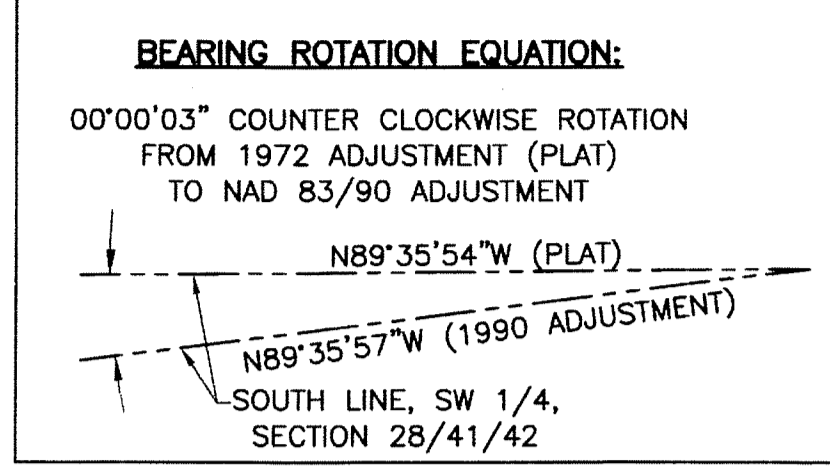 BEARING ROTATION EQUATION:
00°00'03" COUNTER CLOCKWISE ROTATION
FROM 1972 ADJUSTMENT (PLAT)
TO NAD 83/90 ADJUSTMENT
N89°35'54"W (PLAT)
N89°35'57"W (1990 ADJUSTMENT)
SOUTH LINE, SW 1/4,
SECTION 28/41/42